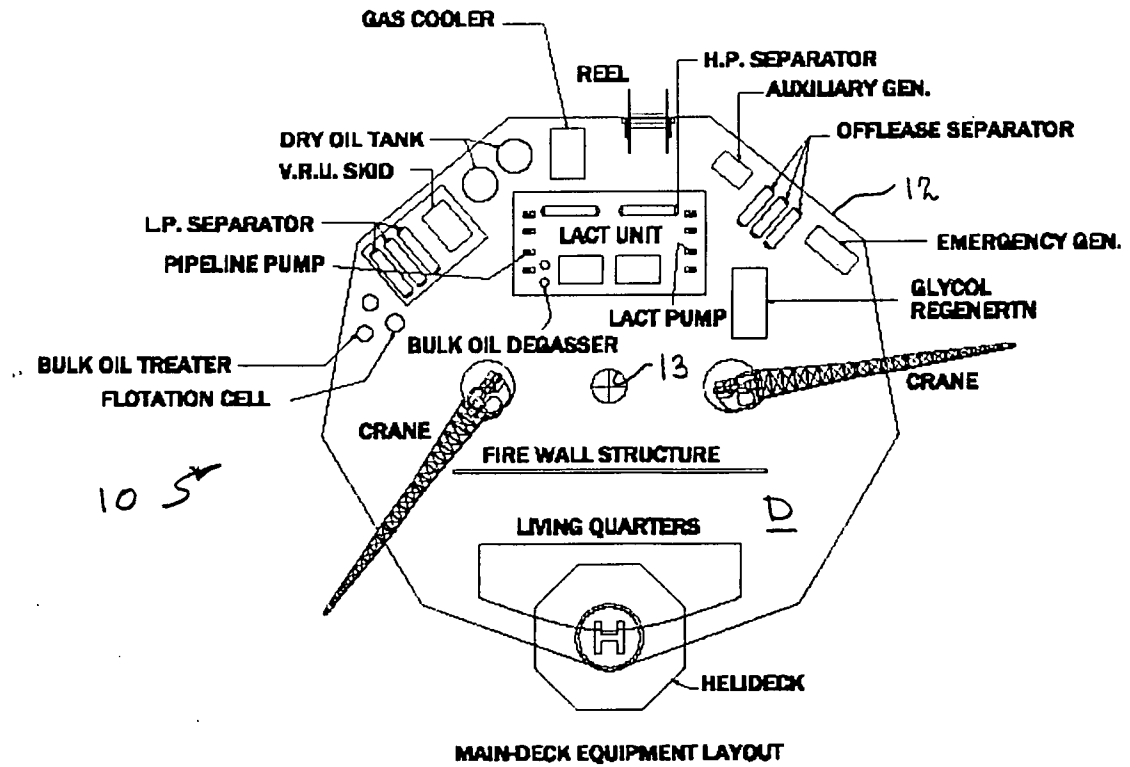 GAS COOLER
H.P. SEPARATOR
REEL
AUXILIARY GEN.
DRY OIL TANK
OFFLEASE SEPARATOR
V.R.U. SKID
12
L.P. SEPARATOR
LACT UNIT
EMERGENCY GEN.
PIPELINE PUMP
GLYCOL
REGENERTN
LACT PUMP
BULK OIL DEGASSER
BULK OIL TREATER
13
FLOTATION CELL
CRANE
CRANE
FIRE WALL STRUCTURE
10
D
LIVING QUARTERS
H
HELIDECK
MAIN-DECK EQUIPMENT LAYOUT